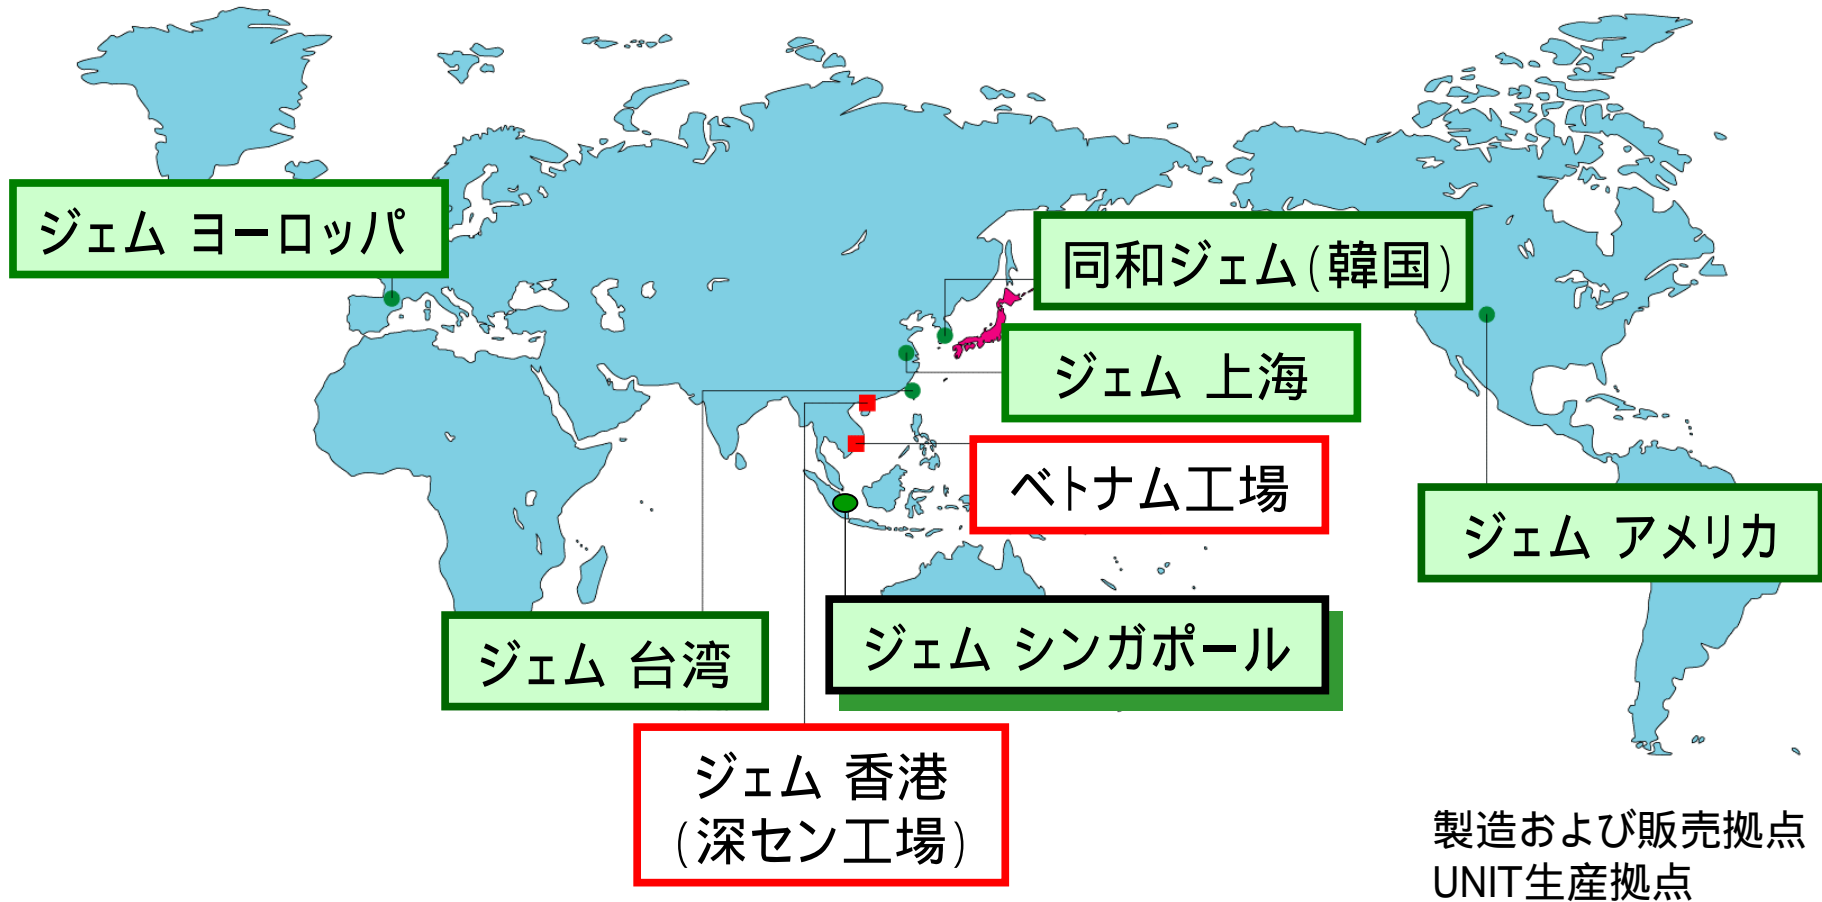 ジェム ヨーロッパ
同和ジェム(韓国)
ジェム 上海
ベトナム工場
ジェム アメリカ
ジェム シンガポール
ジェム 台湾
ジェム 香港
(深セン工場)
製造および販売拠点
UNIT生産拠点